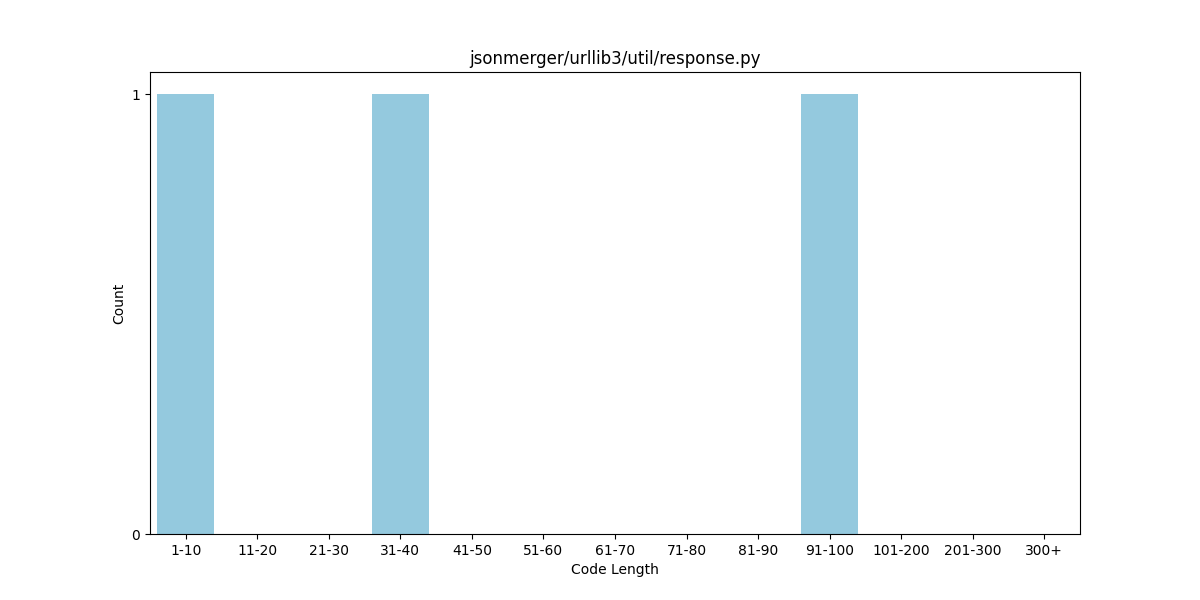 jsonmerger/urllib3/util/response.py
1
Count
0
1-10 11-20 21-30 31-40 41-50 51-60 61-70 71-80 81-90 91-100 101-200 201-300 300+
Code Length